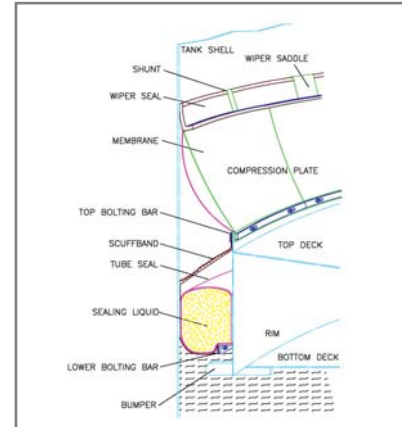 TANK SHELL
WIPER SADDLE
SHUNT
WIPER SEAL
MEMBRANE
COMPRESSION PLATE
TOP BOLTING BAR
SCUFFBAND
TOP DECK
TUBE SEAL
SEALING LIQUID
RIM
BOTTOM DECK
LOWER BOLTING BAR
BUMPER